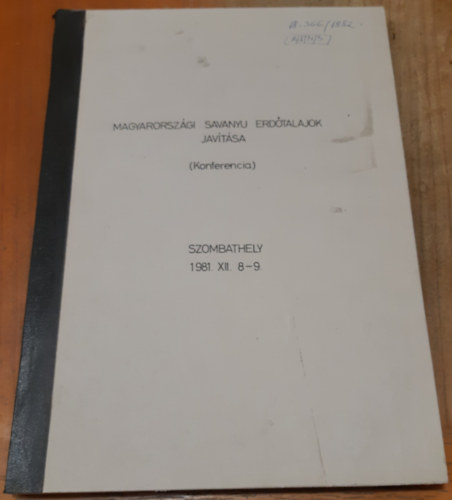 MAGYARORSZÁGI SAVANYU ERDŐTALAJOK
JAVÍTÁSA
(Konferencia)
SZOMBATHELY
1981. XII. 8-9.